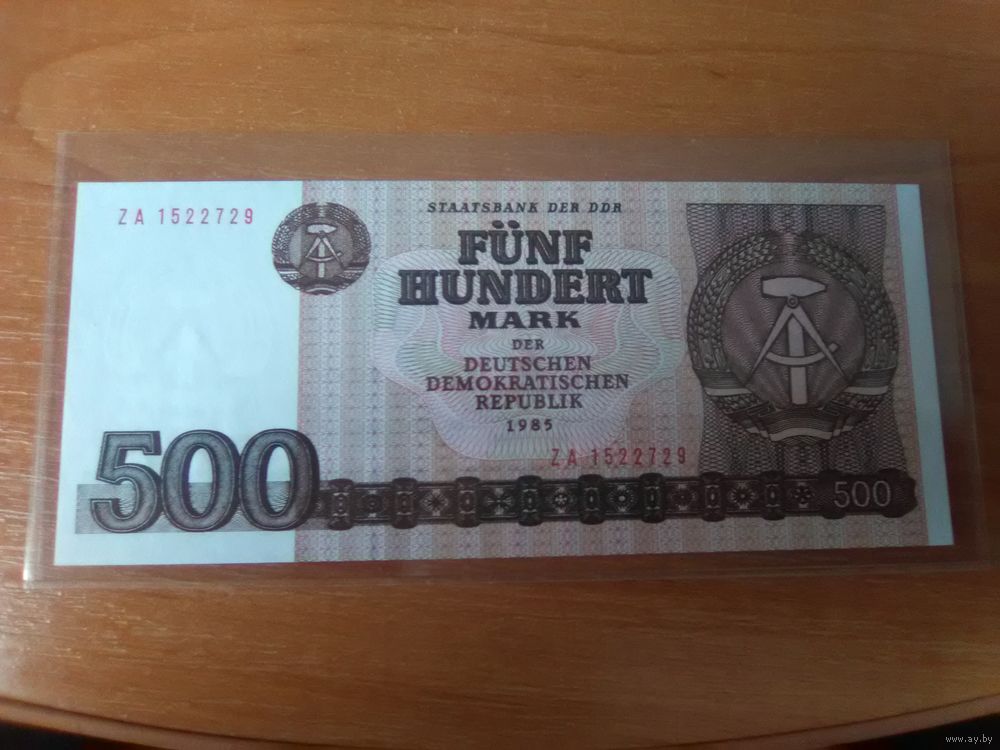 ZA 1522729
STAATSBANK DER DDR
FÜNF
HUNDERT
MARK
DER
DEUTSCHEN
DEMOKRATISCHEN
REPUBLIK
1985
ZA 1522729
500
500
www.ay.by